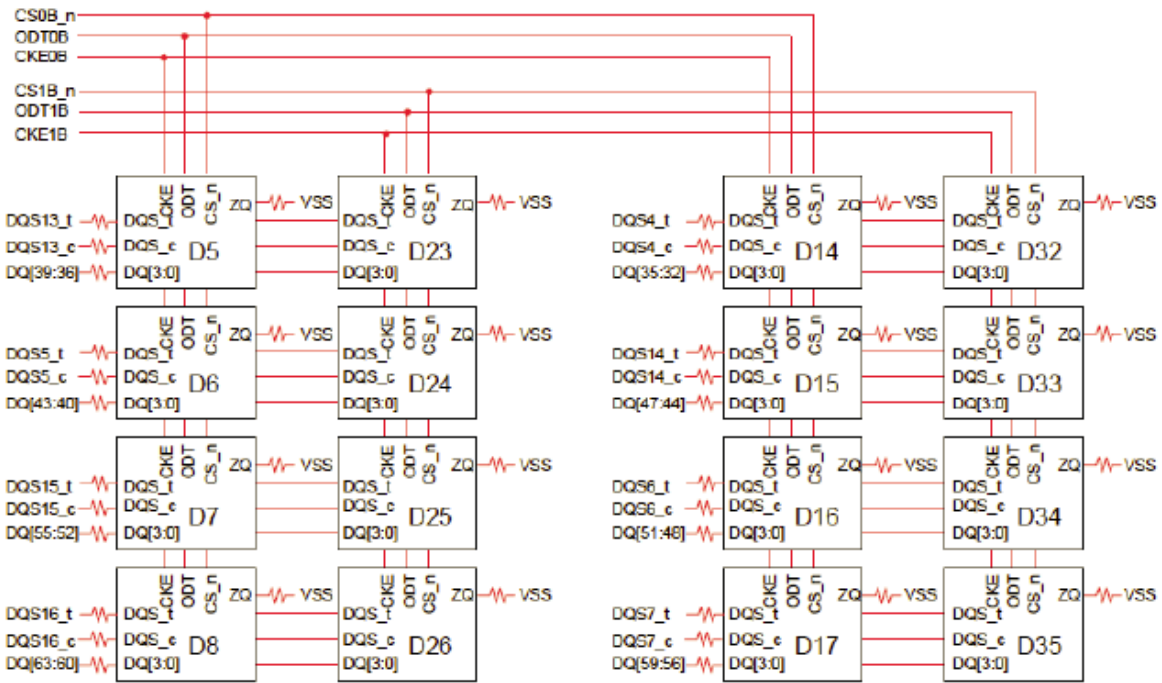 CS0B_n
ODT0B
CKE0B
CS1B_n
ODT1B
CKE1B
CKE ODT CS_n ZQ VSS CKE ODT CS_n ZQ VSS CKE ODT CS_n ZQ VSS CKE ODT CS_n ZQ VSS
DQS13_t DQS_t DQS_t DQS4_t DQS_t DQS_t
DQS13_c DQS_c D5 DQS_c D23 DQS4_c DQS_c D14 DQS_c D32
DQ[39:36] DQ[3:0] DQ[3:0] DQ[35:32] DQ[3:0] DQ[3:0]
CKE ODT CS_n ZQ VSS CKE ODT CS_n ZQ VSS CKE ODT CS_n ZQ VSS CKE ODT CS_n ZQ VSS
DQS5_t DQS_t DQS_t DQS14_t DQS_t DQS_t
DQS5_c DQS_c D6 DQS_c D24 DQS14_c DQS_c D15 DQS_c D33
DQ[43:40] DQ[3:0] DQ[3:0] DQ[47:44] DQ[3:0] DQ[3:0]
CKE ODT CS_n ZQ VSS CKE ODT CS_n ZQ VSS CKE ODT CS_n ZQ VSS CKE ODT CS_n ZQ VSS
DQS15_t DQS_t DQS_t DQS6_t DQS_t DQS_t
DQS15_c DQS_c D7 DQS_c D25 DQS6_c DQS_c D16 DQS_c D34
DQ[55:52] DQ[3:0] DQ[3:0] DQ[51:48] DQ[3:0] DQ[3:0]
CKE ODT CS_n ZQ VSS CKE ODT CS_n ZQ VSS CKE ODT CS_n ZQ VSS CKE ODT CS_n ZQ VSS
DQS16_t DQS_t DQS_t DQS7_t DQS_t DQS_t
DQS16_c DQS_c D8 DQS_c D26 DQS7_c DQS_c D17 DQS_c D35
DQ[63:60] DQ[3:0] DQ[3:0] DQ[59:56] DQ[3:0] DQ[3:0]